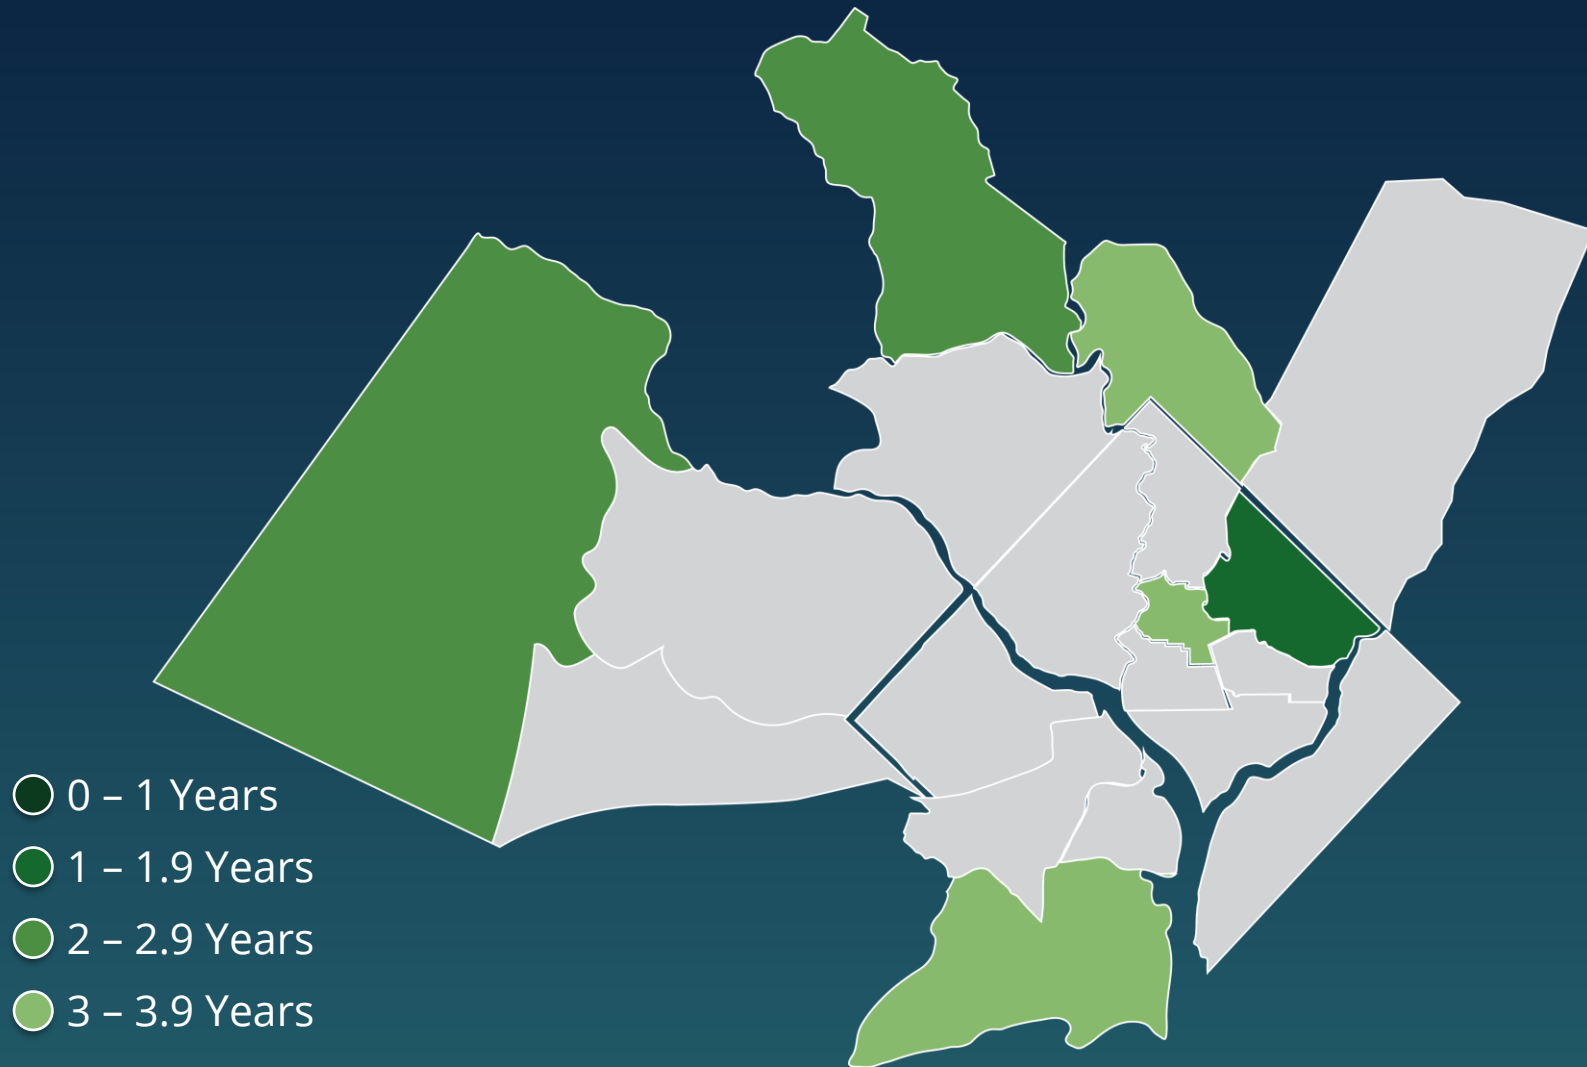 0 – 1 Years
1 – 1.9 Years
2 – 2.9 Years
3 – 3.9 Years